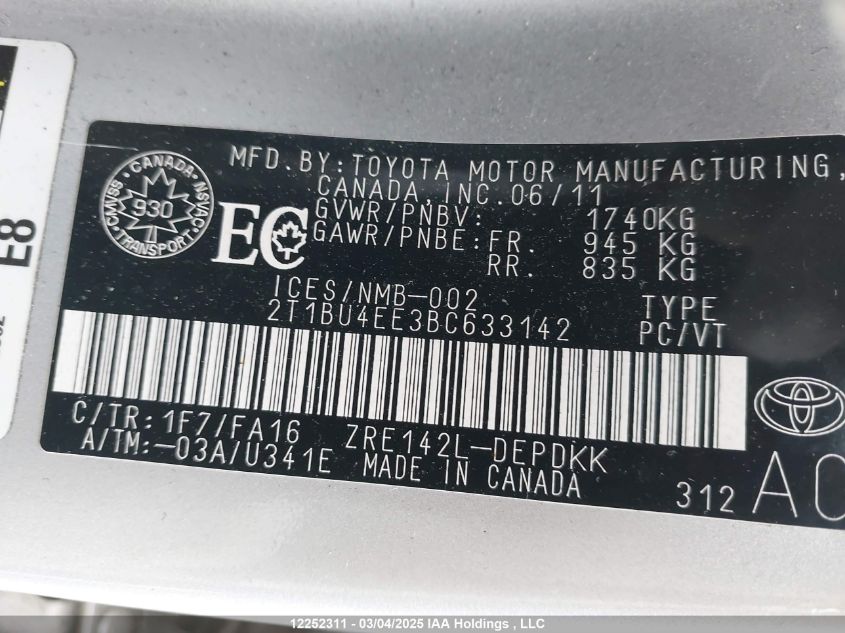 E8
MFD. BY: TOYOTA MOTOR MANUFACTURING,
CANADA, INC. 06/11
CANADA
CMVSS 930 NSVAC
TRANSPORT
EC
GVWR/PNBV: 1740KG
GAWR/PNBE: FR. 945 KG
RR. 835 KG
ICES/NMB-002 TYPE
2T1BU4EE3BC633142 PC/VT
C/TR: 1F7/FA16 ZRE142L-DEPDKK
A/TM: -03A/U341E MADE IN CANADA
312
12252311 - 03/04/2025 IAA Holdings , LLC